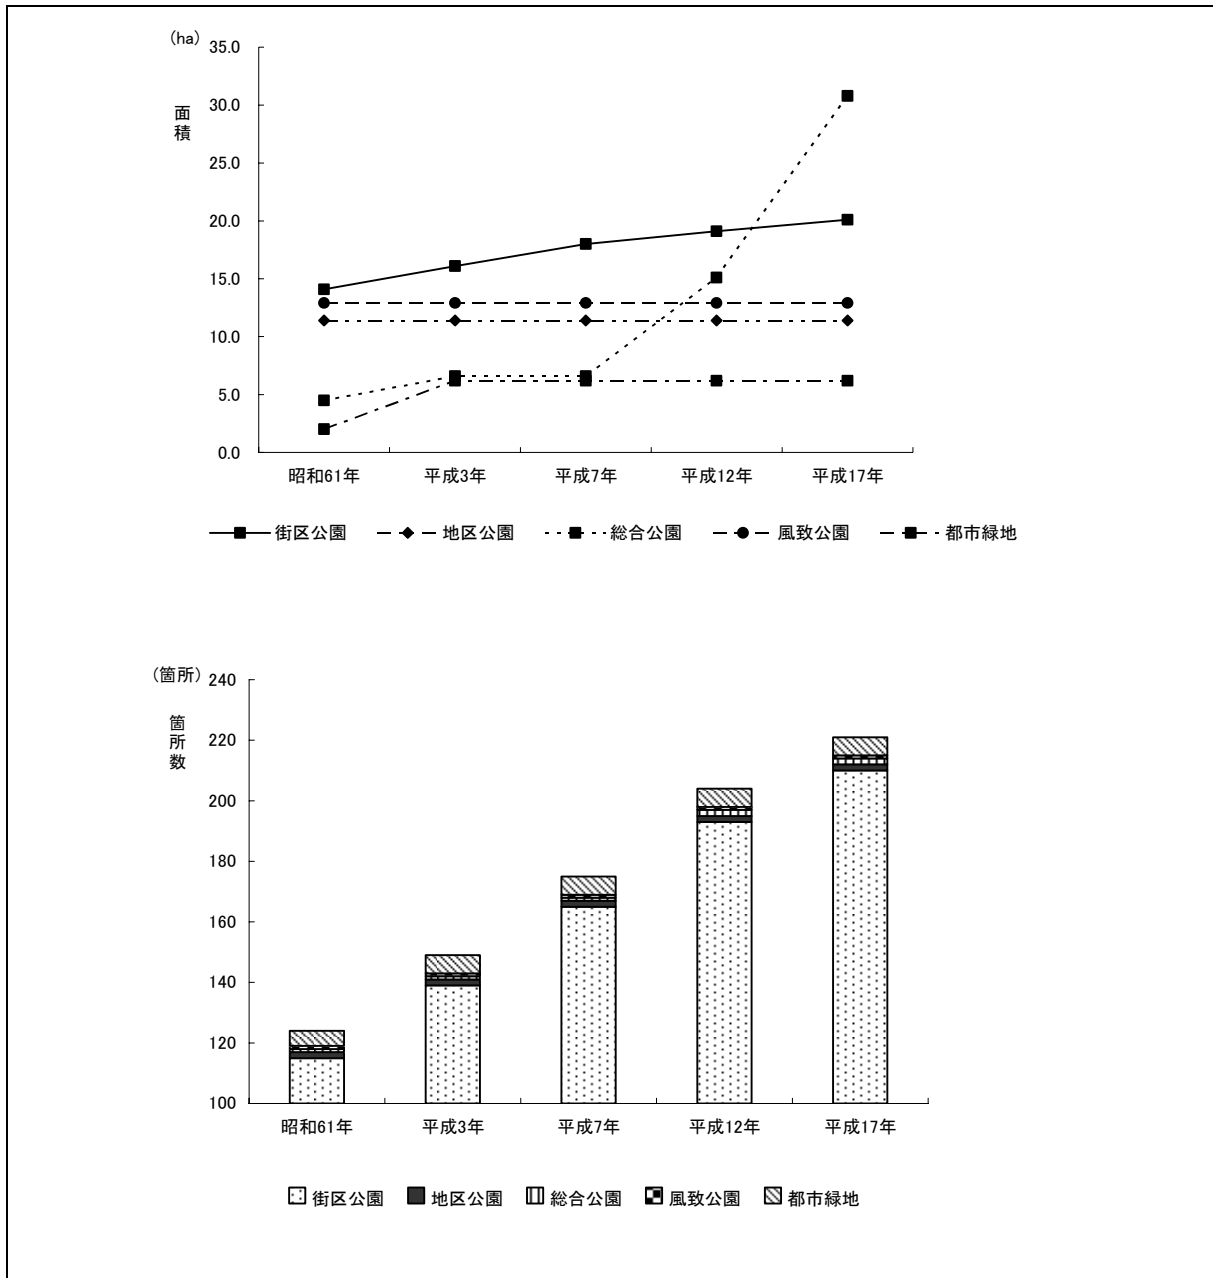 (ha)
35.0
30.0
25.0
20.0
15.0
10.0
5.0
0.0
面積
昭和61年 平成3年 平成7年 平成12年 平成17年
街区公園 地区公園 総合公園 風致公園 都市緑地
(箇所)
240
220
200
180
160
140
120
100
箇所数
昭和61年 平成3年 平成7年 平成12年 平成17年
街区公園 地区公園 総合公園 風致公園 都市緑地